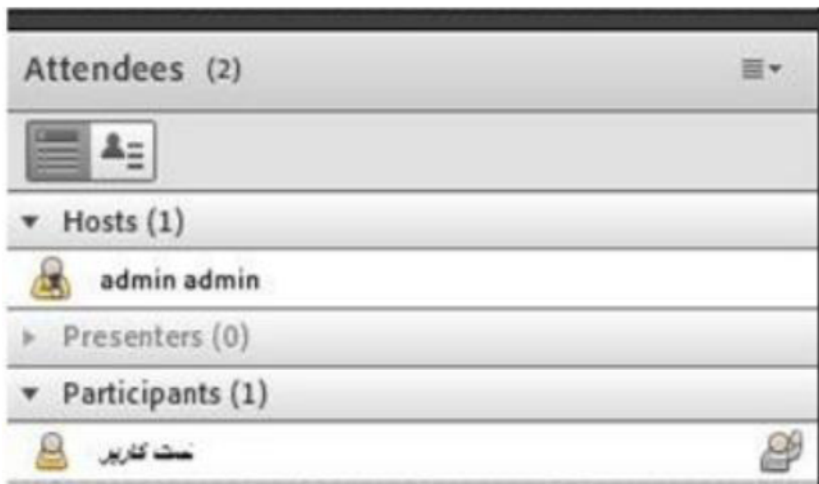 Attendees (2)
Hosts (1)
admin admin
Presenters (0)
Participants (1)
تست کاربر